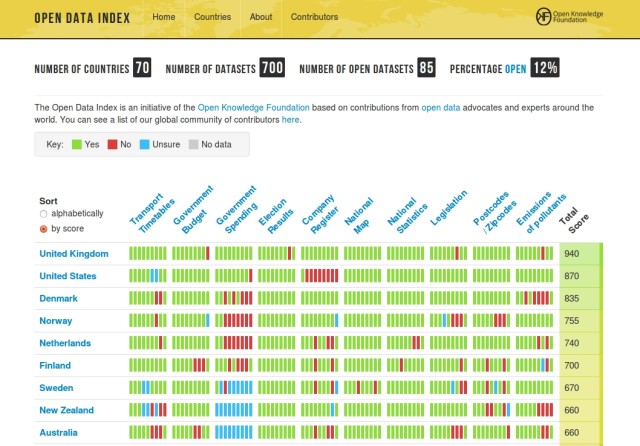 OPEN DATA INDEX Home Countries About Contributors Open Knowledge
Foundation
NUMBER OF COUNTRIES 70 NUMBER OF DATASETS 700 NUMBER OF OPEN DATASETS 85 PERCENTAGE OPEN 12%
The Open Data Index is an initiative of the Open Knowledge Foundation based on contributions from open data advocates and experts around the
world. You can see a list of our global community of contributors here.
Key: Yes No Unsure No data
Sort
alphabetically
by score
Transport
Timetables
Government
Budget
Government
Spending
Election
Results
Company
Register
National
Map
National
Statistics
Legislation
Postcodes
/ Zipcodes
Emissions
of pollutants
Total
Score
United Kingdom 940
United States 870
Denmark 835
Norway 755
Netherlands 740
Finland 700
Sweden 670
New Zealand 660
Australia 660